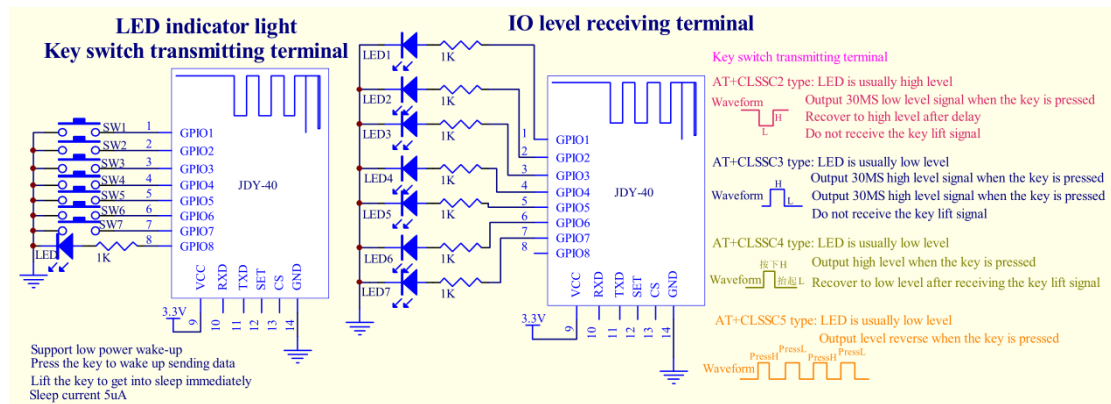 LED indicator light
Key switch transmitting terminal
SW1
SW2
SW3
SW4
SW5
SW6
SW7
LED
1K
1
2
3
4
5
6
7
8
GPIO1
GPIO2
GPIO3
GPIO4
GPIO5
GPIO6
GPIO7
GPIO8
JDY-40
VCC
RXD
TXD
SET
CS
GND
3.3V
9
10
11
12
13
14
Support low power wake-up
Press the key to wake up sending data
Lift the key to get into sleep immediately
Sleep current 5uA
IO level receiving terminal
LED1
1K
LED2
1K
LED3
1K
LED4
1K
LED5
1K
LED6
1K
LED7
1K
1
2
3
4
5
6
7
8
GPIO1
GPIO2
GPIO3
GPIO4
GPIO5
GPIO6
GPIO7
GPIO8
JDY-40
VCC
RXD
TXD
SET
CS
GND
3.3V
9
10
11
12
13
14
Key switch transmitting terminal
AT+CLSSC2 type: LED is usually high level
Waveform
H
L
Output 30MS low level signal when the key is pressed
Recover to high level after delay
Do not receive the key lift signal
AT+CLSSC3 type: LED is usually low level
Waveform
H
L
Output 30MS high level signal when the key is pressed
Output 30MS high level signal when the key is pressed
Do not receive the key lift signal
AT+CLSSC4 type: LED is usually low level
Waveform
按下H
抬起L
Output high level when the key is pressed
Recover to low level after receiving the key lift signal
AT+CLSSC5 type: LED is usually low level
Output level reverse when the key is pressed
Waveform
PressH
PressL
PressH
PressL